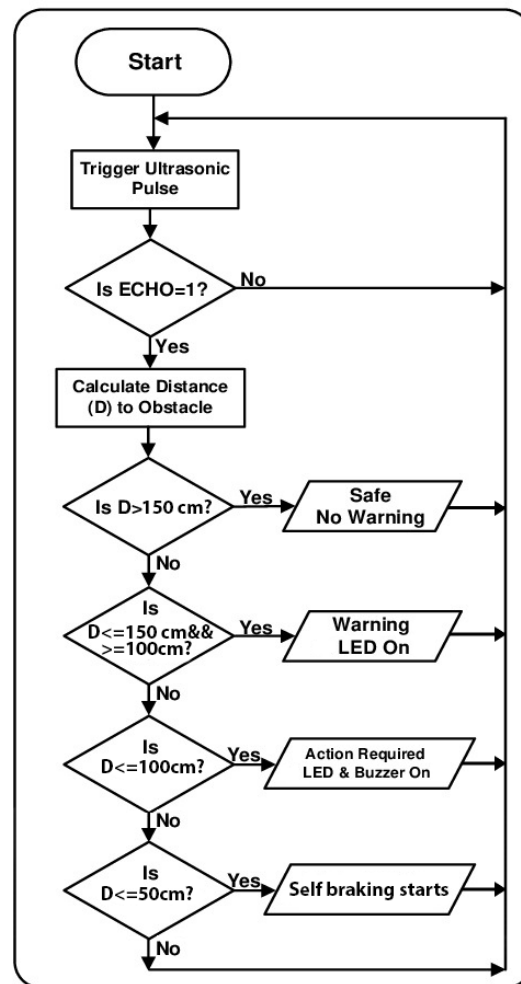 Start
Trigger Ultrasonic
Pulse
Is ECHO=1?
No
Yes
Calculate Distance
(D) to Obstacle
Is D>150 cm?
Yes
Safe
No Warning
No
Is
D<=150 cm&&
>=100cm?
Yes
Warning
LED On
No
Is
D<=100cm?
Yes
Action Required
LED & Buzzer On
No
Is
D<=50cm?
Yes
Self braking starts
No